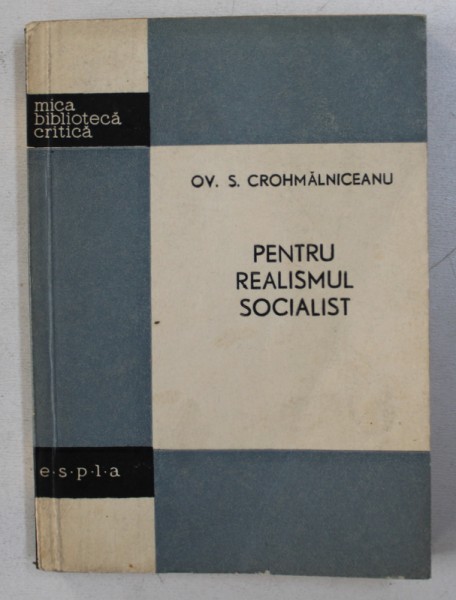 mica
bibliotecă
critică
OV. S. CROHMĂLNICEANU
PENTRU
REALISMUL
SOCIALIST
e·s·p·l·a